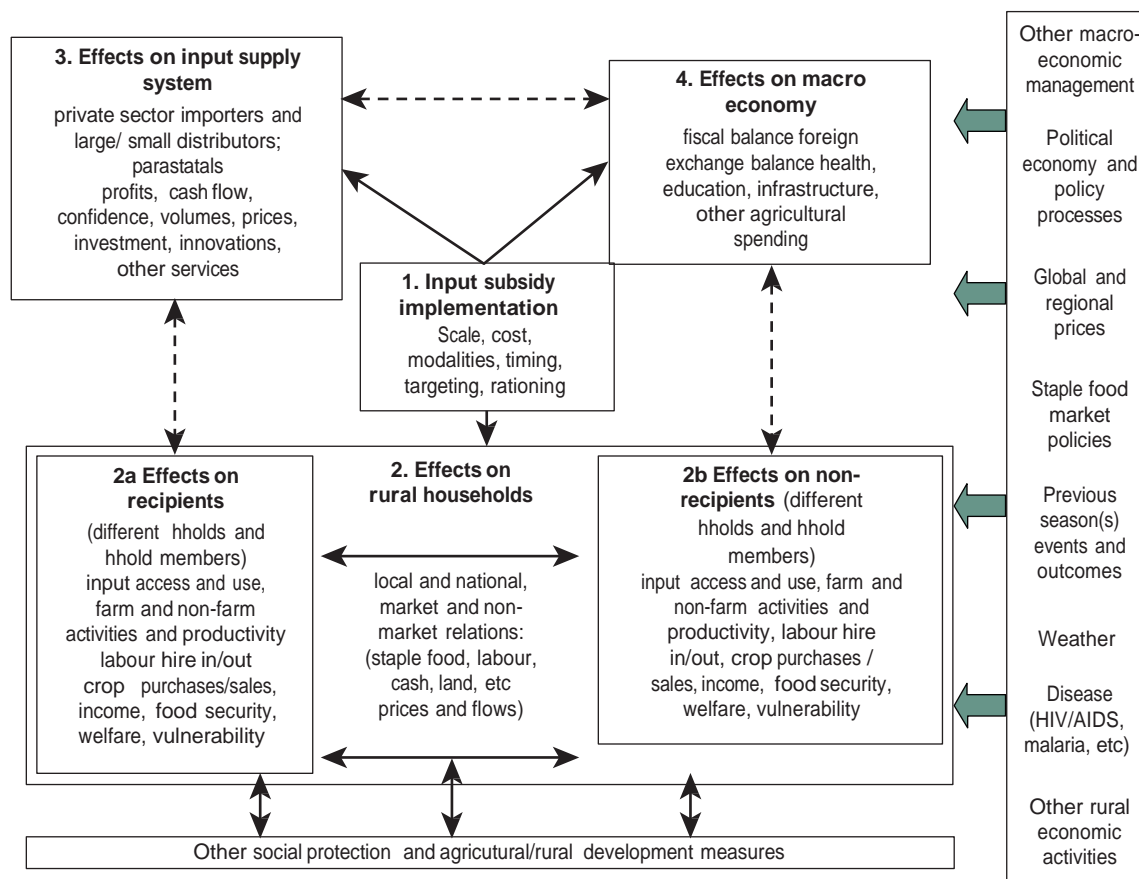 3. Effects on input supply
system
private sector importers and
large/ small distributors;
parastatals
profits, cash flow,
confidence, volumes, prices,
investment, innovations,
other services
4. Effects on macro
economy
fiscal balance foreign
exchange balance health,
education, infrastructure,
other agricultural
spending
1. Input subsidy
implementation
Scale, cost,
modalities, timing,
targeting, rationing
2a Effects on
recipients
(different hholds and
hhold members)
input access and use,
farm and non-farm
activities and productivity
labour hire in/out
crop purchases/sales,
income, food security,
welfare, vulnerability
2. Effects on
rural households
local and national,
market and non-
market relations:
(staple food, labour,
cash, land, etc
prices and flows)
2b Effects on non-
recipients (different
hholds and hhold
members)
input access and use, farm and
non-farm activities and
productivity, labour hire
in/out, crop purchases /
sales, income, food security,
welfare, vulnerability
Other social protection and agricutural/rural development measures
Other macro-
economic
management
Political
economy and
policy
processes
Global and
regional
prices
Staple food
market
policies
Previous
season(s)
events and
outcomes
Weather
Disease
(HIV/AIDS,
malaria, etc)
Other rural
economic
activities